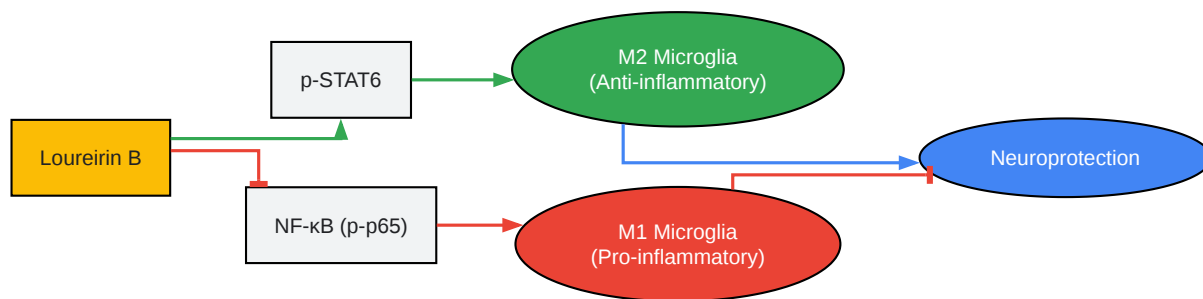 Loureirin B
p-STAT6
NF-κB (p-p65)
M2 Microglia
(Anti-inflammatory)
M1 Microglia
(Pro-inflammatory)
Neuroprotection